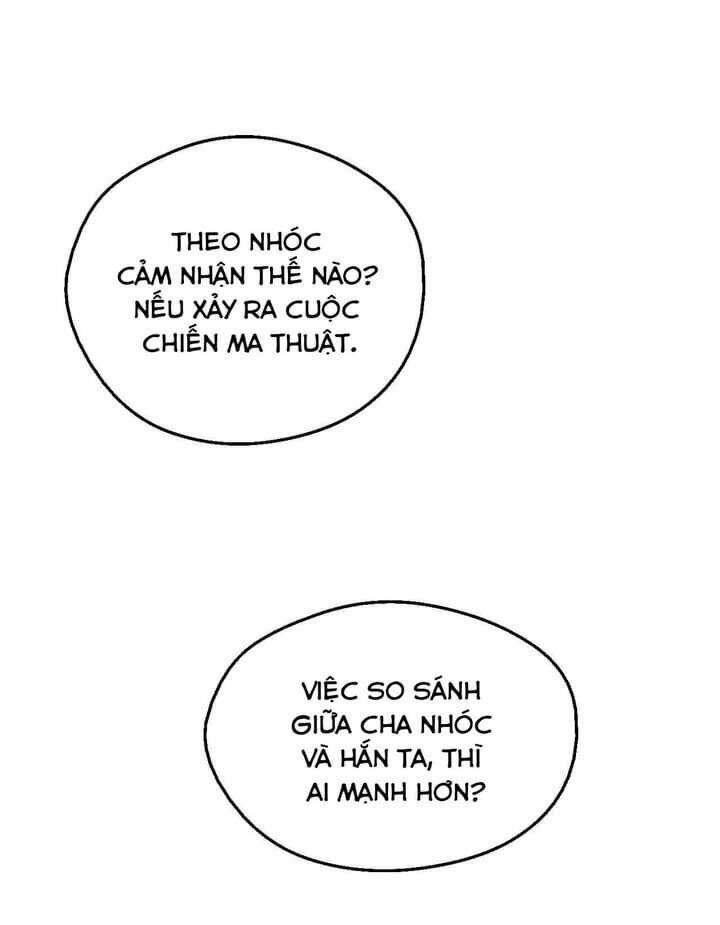 THEO NHÓC
CẢM NHẬN THẾ NÀO?
NẾU XẢY RA CUỘC
CHIẾN MA THUẬT.
VIỆC SO SÁNH
GIỮA CHA NHÓC
VÀ HẮN TA, THÌ
AI MẠNH HƠN?